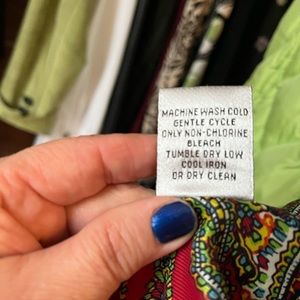 MACHINE WASH COLD
GENTLE CYCLE
ONLY NON-CHLORINE
BLEACH
TUMBLE DRY LOW
COOL IRON
OR DRY CLEAN